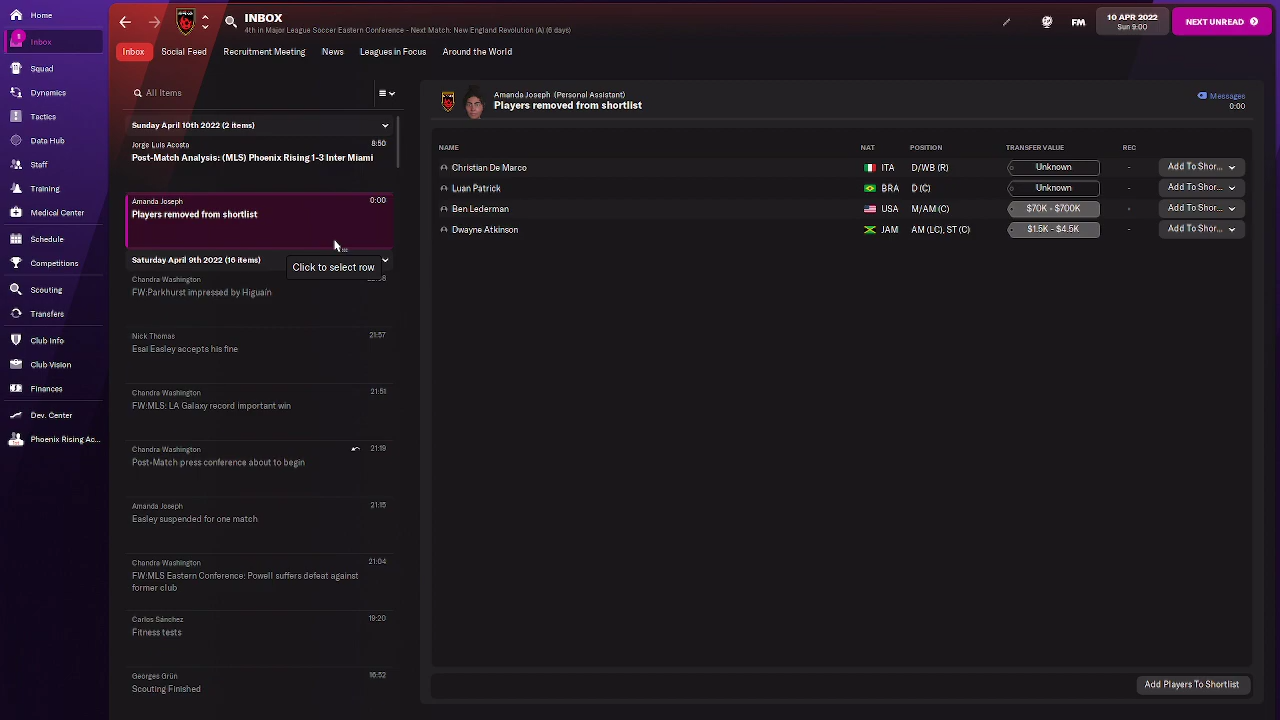 Home
INBOX
4th in Major League Soccer Eastern Conference - Next Match: New England Revolution (A) (6 days)
FM
10 APR 2022
Sun 9:00
NEXT UNREAD
1
Inbox
Squad
Dynamics
Tactics
Data Hub
Staff
Training
Medical Center
Schedule
Competitions
Scouting
Transfers
Club Info
Club Vision
Finances
Dev. Center
Phoenix Rising Ac...
Inbox
Social Feed
Recruitment Meeting
News
Leagues in Focus
Around the World
All Items
Sunday April 10th 2022 (2 items)
Jorge Luis Acosta
8:50
Post-Match Analysis: (MLS) Phoenix Rising 1-3 Inter Miami
Amanda Joseph
0:00
Players removed from shortlist
Saturday April 9th 2022 (16 items)
Click to select row
Chandra Washington
FW:Parkhurst impressed by Higuaín
Nick Thomas
21:57
Esai Easley accepts his fine
Chandra Washington
21:51
FW:MLS: LA Galaxy record important win
Chandra Washington
21:19
Post-Match press conference about to begin
Amanda Joseph
21:15
Easley suspended for one match
Chandra Washington
21:04
FW:MLS Eastern Conference: Powell suffers defeat against
former club
Carlos Sánchez
19:20
Fitness tests
Georges Grün
16:52
Scouting Finished
Amanda Joseph (Personal Assistant)
Players removed from shortlist
Messages
0:00
NAME NAT POSITION TRANSFER VALUE REC
Christian De Marco ITA D/WB (R) Unknown - Add To Shor...
Luan Patrick BRA D (C) Unknown - Add To Shor...
Ben Lederman USA M/AM (C) $70K - $700K - Add To Shor...
Dwayne Atkinson JAM AM (LC), ST (C) $1.5K - $4.5K - Add To Shor...
Add Players To Shortlist